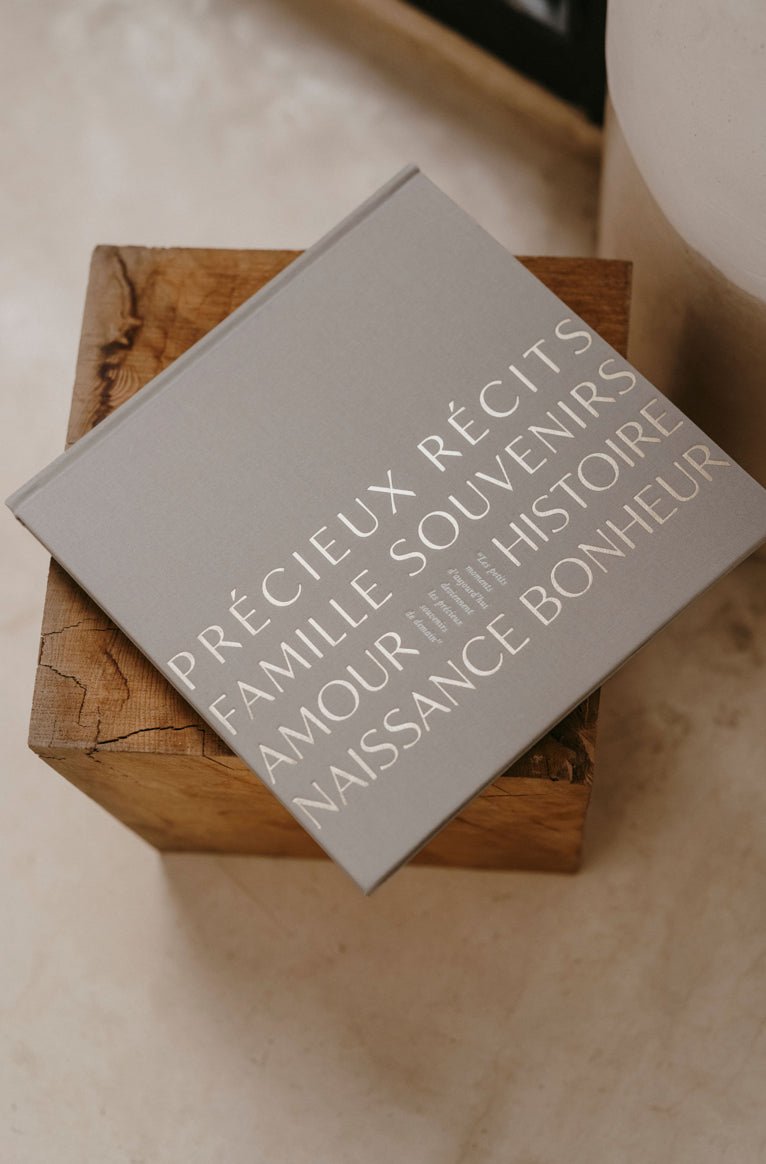 PRÉCIEUX RÉCITS
FAMILLE SOUVENIRS
AMOUR HISTOIRE
NAISSANCE BONHEUR
"Les petits
moments
d'aujourd'hui
deviennent
les précieux
souvenirs
de demain"